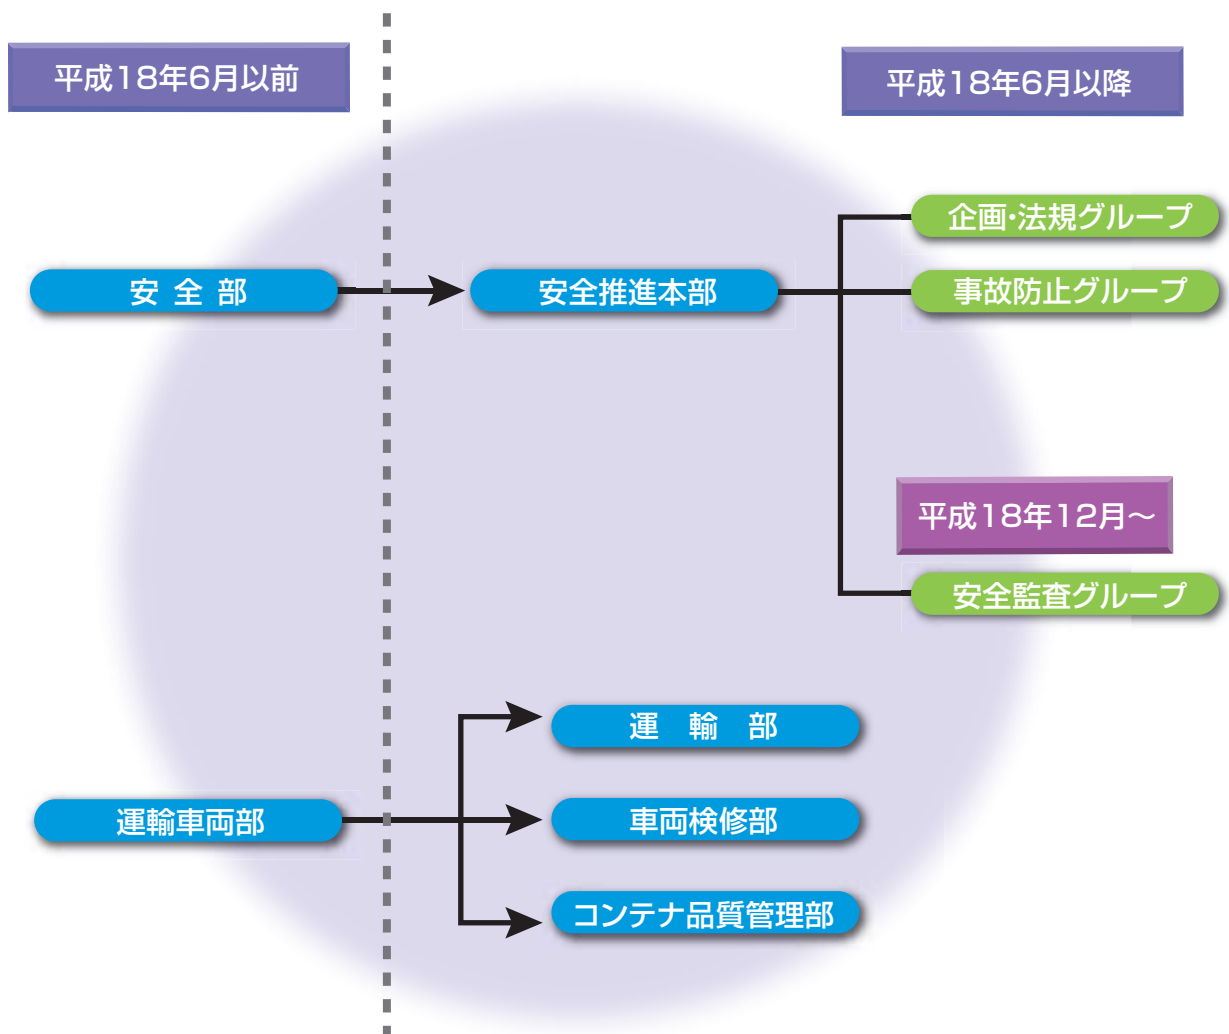 平成18年6月以前
平成18年6月以降
企画・法規グループ
安全部
安全推進本部
事故防止グループ
平成18年12月～
安全監査グループ
運輸部
運輸車両部
車両検修部
コンテナ品質管理部